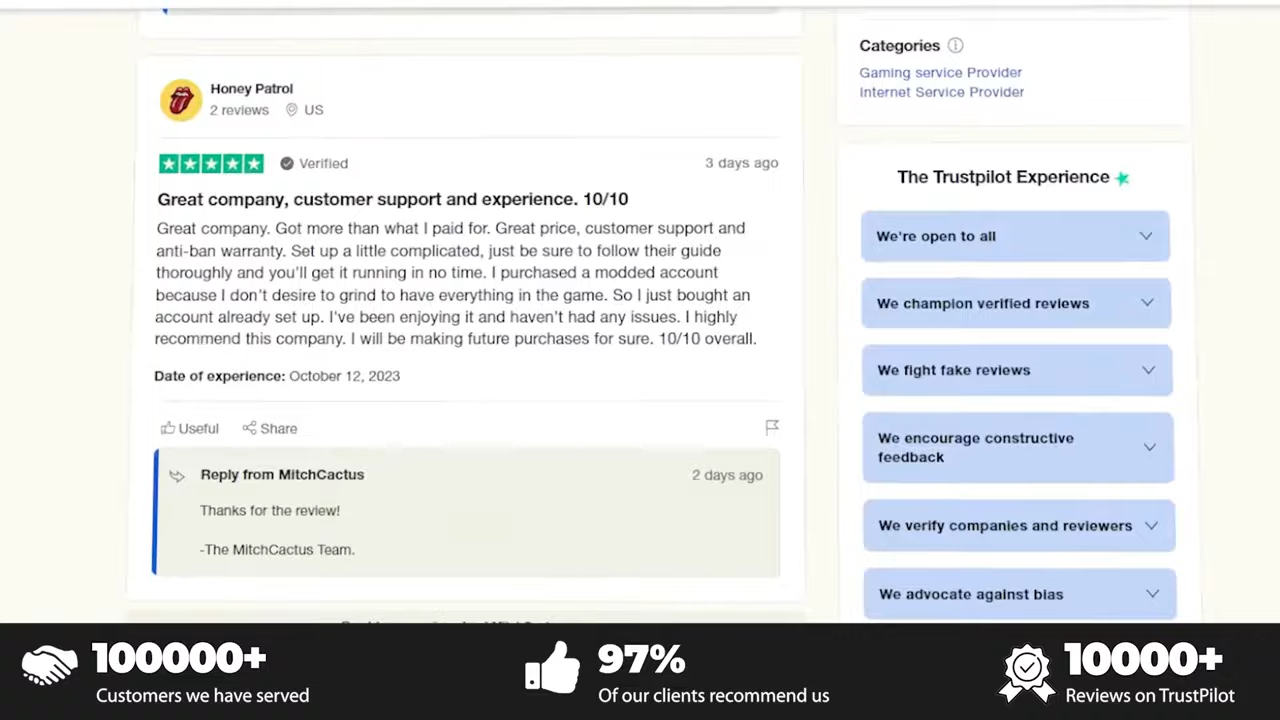 Honey Patrol
2 reviews US
Verified
3 days ago
Great company, customer support and experience. 10/10
Great company. Got more than what I paid for. Great price, customer support and
anti-ban warranty. Set up a little complicated, just be sure to follow their guide
thoroughly and you'll get it running in no time. I purchased a modded account
because I don't desire to grind to have everything in the game. So I just bought an
account already set up. I've been enjoying it and haven't had any issues. I highly
recommend this company. I will be making future purchases for sure. 10/10 overall.
Date of experience: October 12, 2023
Useful Share
Reply from MitchCactus
2 days ago
Thanks for the review!
-The MitchCactus Team.
Categories
Gaming service Provider
Internet Service Provider
The Trustpilot Experience
We're open to all
We champion verified reviews
We fight fake reviews
We encourage constructive
feedback
We verify companies and reviewers
We advocate against bias
100000+
Customers we have served
97%
Of our clients recommend us
10000+
Reviews on TrustPilot